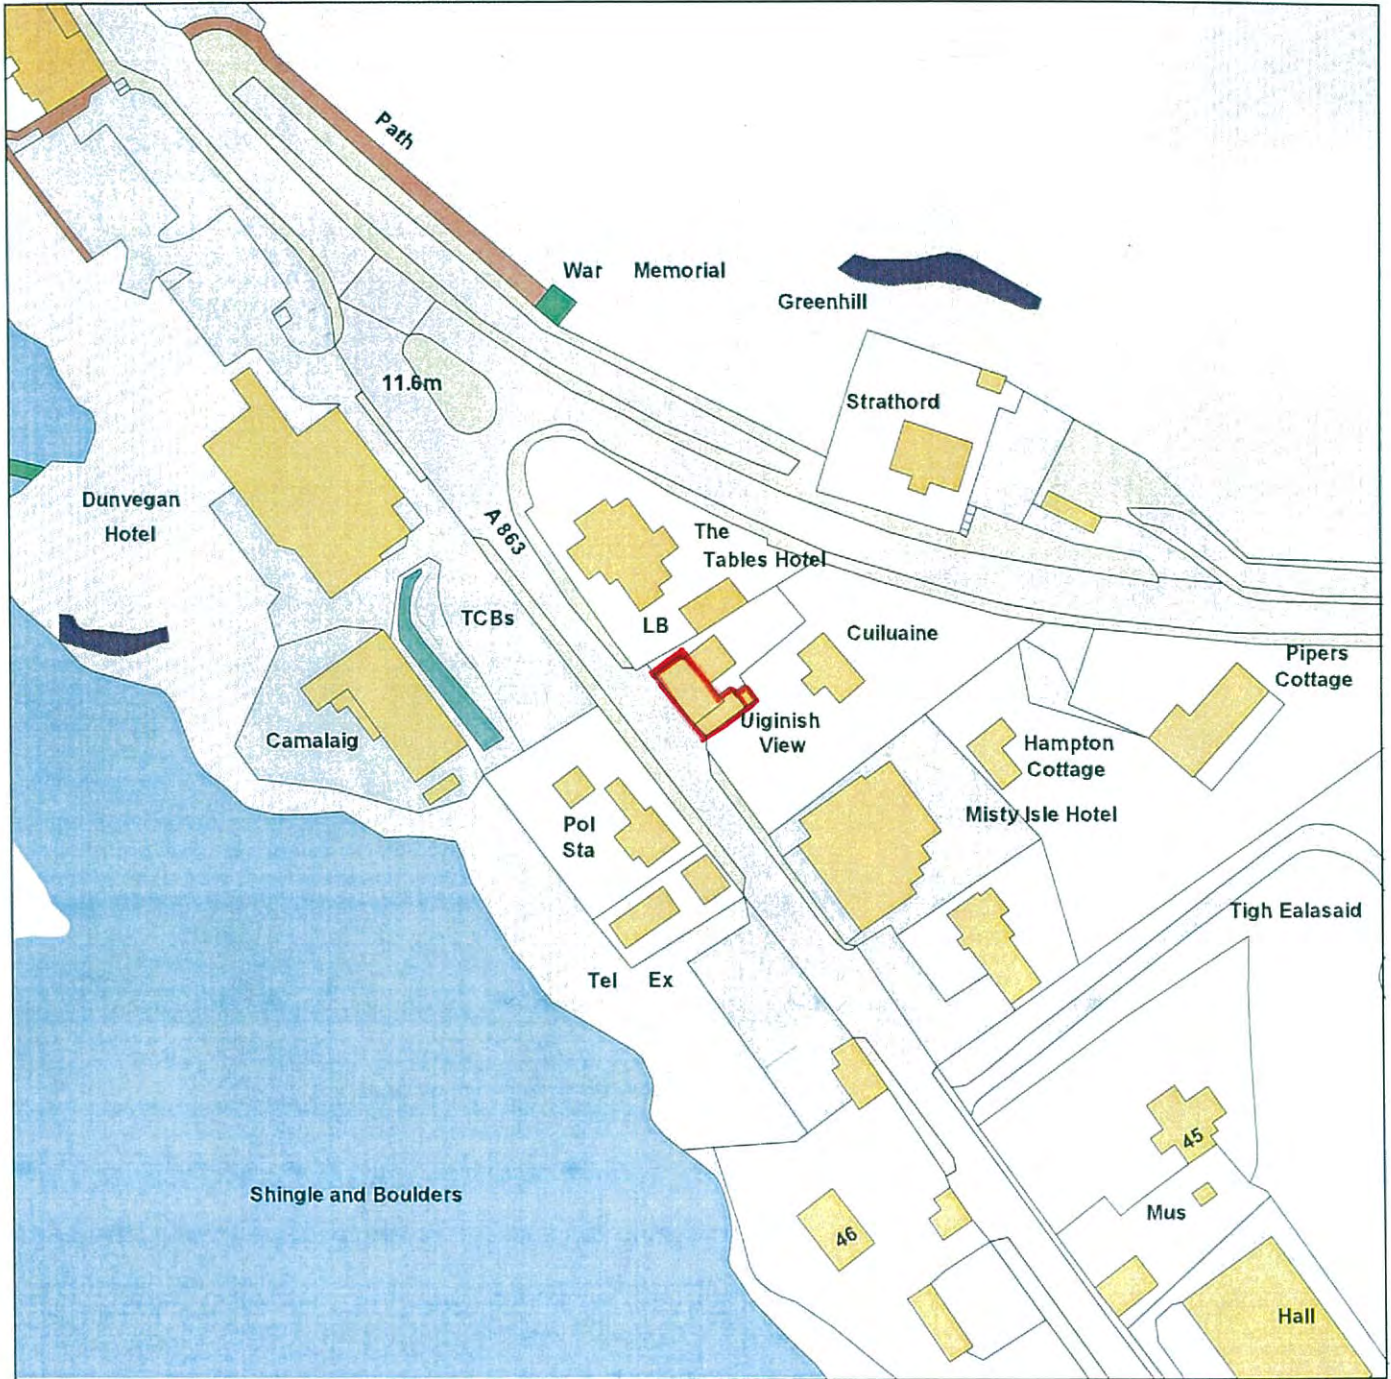 Path
War Memorial
Greenhill
11.6m
Strathord
Dunvegan
Hotel
A 863
The
Tables Hotel
TCBs
LB
Cuiluaine
Pipers
Cottage
Uiginish
View
Camalaig
Hampton
Cottage
Misty Isle Hotel
Pol
Sta
Tigh Ealasaid
Tel Ex
45
Shingle and Boulders
Mus
46
Hall